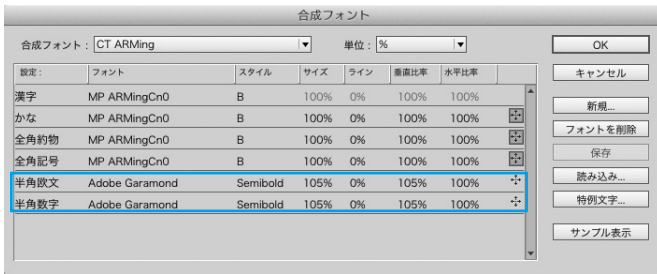 合成フォント
合成フォント : CT ARMing 単位 : % OK
設定 : フォント スタイル サイズ ライン 垂直比率 水平比率 キャンセル
漢字 MP ARMingCn0 B 100% 0% 100% 100%
新規...
かな MP ARMingCn0 B 100% 0% 100% 100%
フォントを削除
全角約物 MP ARMingCn0 B 100% 0% 100% 100%
保存
全角記号 MP ARMingCn0 B 100% 0% 100% 100%
読み込み...
半角欧文 Adobe Garamond Semibold 105% 0% 105% 100%
特例文字...
半角数字 Adobe Garamond Semibold 105% 0% 105% 100%
サンプル表示